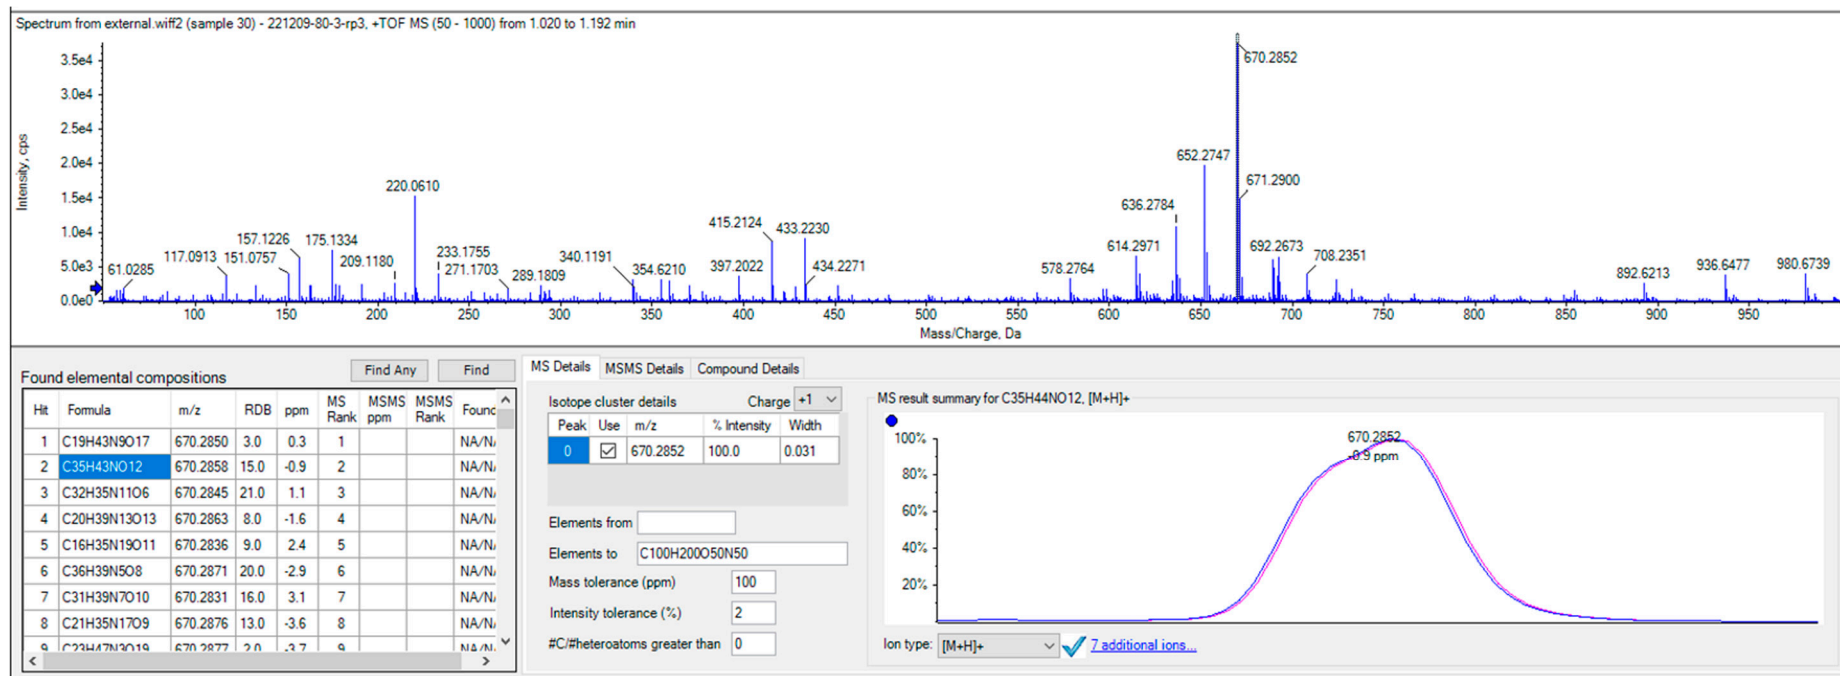 Spectrum from external.wiff2 (sample 30) - 221209-80-3-rp3, +TOF MS (50 - 1000) from 1.020 to 1.192 min
Intensity, cps
3.5e4
3.0e4
2.5e4
2.0e4
1.5e4
1.0e4
5.0e3
0.0e0
61.0285
117.0913
151.0757
157.1226
175.1334
209.1180
220.0610
233.1755
271.1703
289.1809
340.1191
354.6210
397.2022
415.2124
433.2230
434.2271
578.2764
614.2971
636.2784
652.2747
670.2852
671.2900
692.2673
708.2351
892.6213
936.6477
980.6739
100 150 200 250 300 350 400 450 500 550 600 650 700 750 800 850 900 950
Mass/Charge, Da
Found elemental compositions
Find Any Find
Hit Formula m/z RDB ppm MS Rank MSMS ppm MSMS Rank Found
1 C19H43N9O17 670.2850 3.0 0.3 1 NA/N
2 C35H43NO12 670.2858 15.0 -0.9 2 NA/N
3 C32H35N11O6 670.2845 21.0 1.1 3 NA/N
4 C20H39N13O13 670.2863 8.0 -1.6 4 NA/N
5 C16H35N19O11 670.2836 9.0 2.4 5 NA/N
6 C36H39N5O8 670.2871 20.0 -2.9 6 NA/N
7 C31H39N7O10 670.2831 16.0 3.1 7 NA/N
8 C21H35N17O9 670.2876 13.0 -3.6 8 NA/N
9 C23H47N3O19 670.2877 2.0 -3.7 9 NA/N
MS Details MSMS Details Compound Details
Isotope cluster details Charge +1
Peak Use m/z % Intensity Width
0 670.2852 100.0 0.031
Elements from
Elements to C100H200O50N50
Mass tolerance (ppm) 100
Intensity tolerance (%) 2
#C/#heteroatoms greater than 0
MS result summary for C35H44NO12, [M+H]+
100%
80%
60%
40%
20%
670.2852
-0.9 ppm
Ion type: [M+H]+ 7 additional ions...